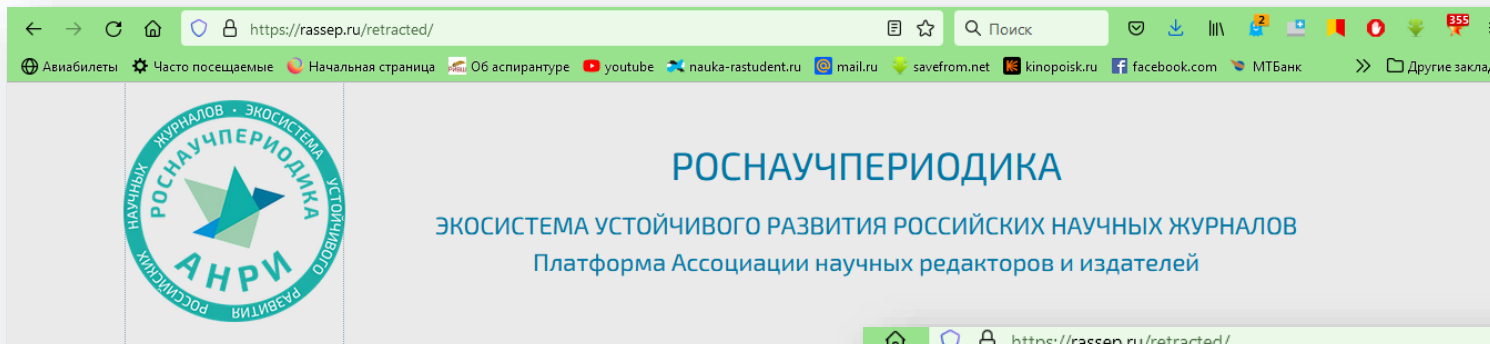 https://rassep.ru/retracted/
Поиск
2
355
Авиабилеты Часто посещаемые Начальная страница Об аспирантуре youtube nauka-rastudent.ru mail.ru savefrom.net kinopoisk.ru facebook.com МТБанк Другие заклад
НАУЧНЫХ ЖУРНАЛОВ • ЭКОСИСТЕМА УСТОЙЧИВОГО РАЗВИТИЯ РОССИЙСКИХ
РОСНАУЧПЕРИОДИКА
АНРИ
РОСНАУЧПЕРИОДИКА
ЭКОСИСТЕМА УСТОЙЧИВОГО РАЗВИТИЯ РОССИЙСКИХ НАУЧНЫХ ЖУРНАЛОВ
Платформа Ассоциации научных редакторов и издателей
https://rassep.ru/retracted/